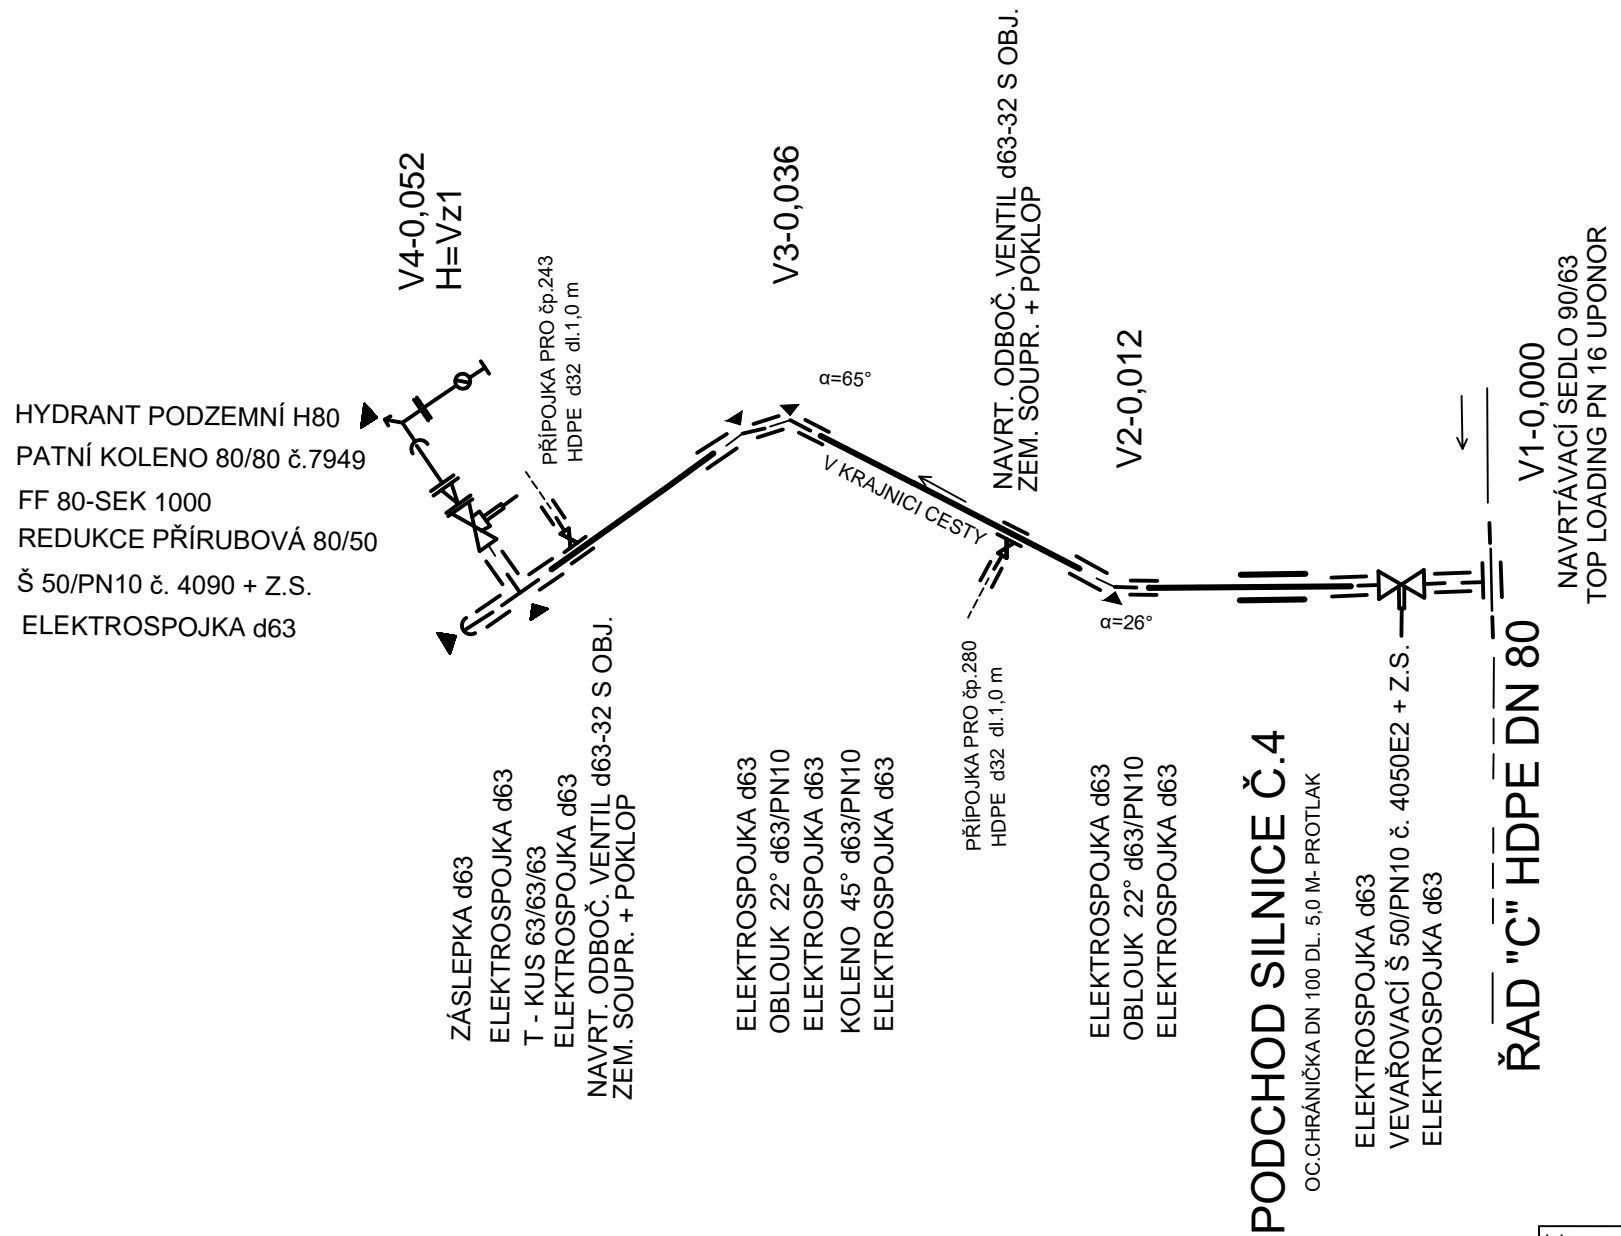 HYDRANT PODZEMNÍ H80
PATNÍ KOLENO 80/80 č.7949
FF 80-SEK 1000
REDUKCE PŘÍRUBOVÁ 80/50
Š 50/PN10 č. 4090 + Z.S.
ELEKTROSPOJKA d63
V4-0,052
H=Vz1
PŘÍPOJKA PRO čp.243
HDPE d32 dl.1,0 m
V3-0,036
α=65°
V KRAJNICI CESTY
NAVRT. ODBOČ. VENTIL d63-32 S OBJ.
ZEM. SOUPR. + POKLOP
V2-0,012
α=26°
V1-0,000
NAVRTÁVACÍ SEDLO 90/63
TOP LOADING PN 16 UPONOR
ZÁSLEPKA d63
ELEKTROSPOJKA d63
T - KUS 63/63/63
ELEKTROSPOJKA d63
NAVRT. ODBOČ. VENTIL d63-32 S OBJ.
ZEM. SOUPR. + POKLOP
ELEKTROSPOJKA d63
OBLOUK 22° d63/PN10
ELEKTROSPOJKA d63
KOLENO 45° d63/PN10
ELEKTROSPOJKA d63
PŘÍPOJKA PRO čp.280
HDPE d32 dl.1,0 m
ELEKTROSPOJKA d63
OBLOUK 22° d63/PN10
ELEKTROSPOJKA d63
PODCHOD SILNICE Č.4
OC.CHRÁNIČKA DN 100 DL. 5,0 M- PROTLAK
ELEKTROSPOJKA d63
VEVAŘOVACÍ Š 50/PN10 č. 4050E2 + Z.S.
ELEKTROSPOJKA d63
ŘAD "C" HDPE DN 80